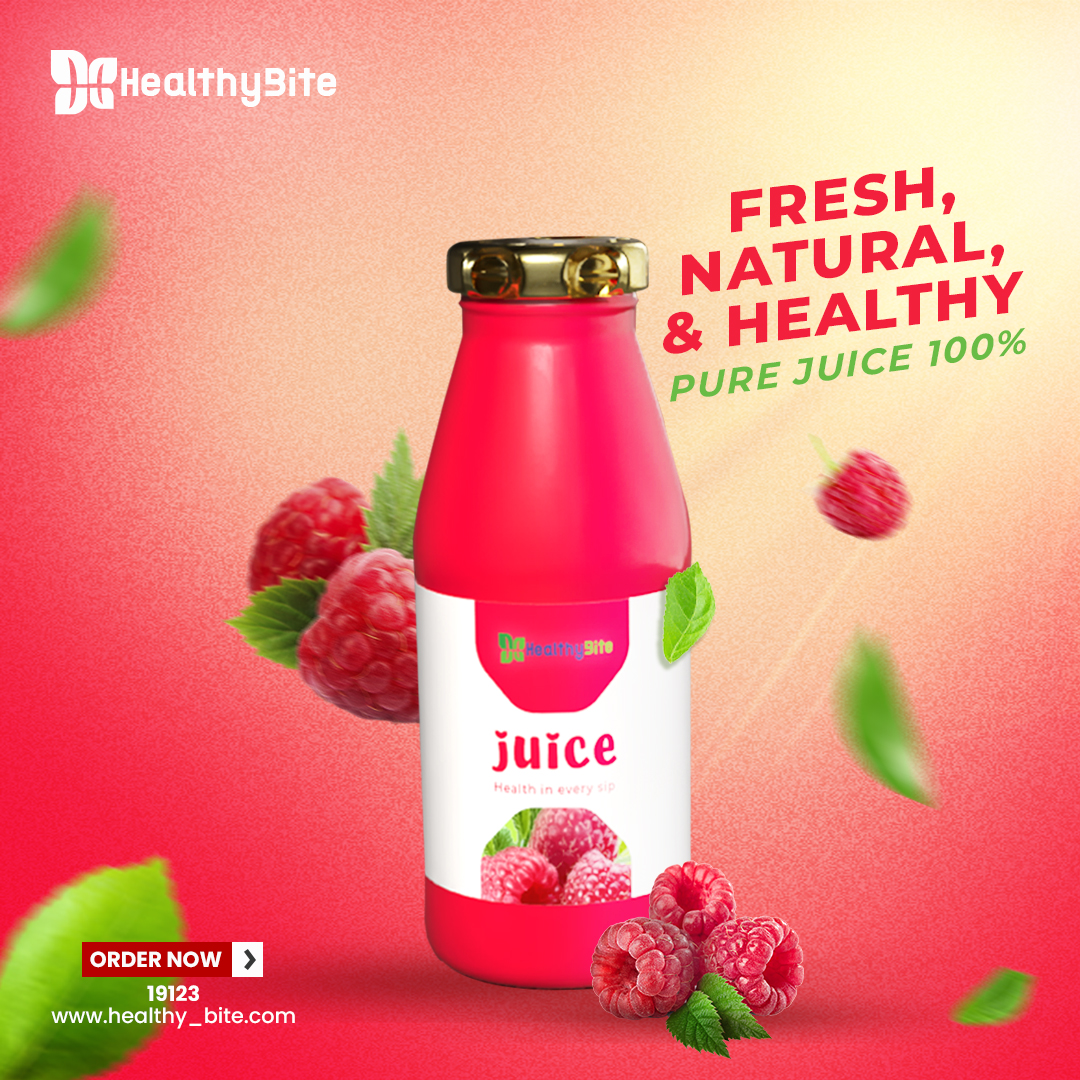 HealthyBite
FRESH,
NATURAL,
& HEALTHY
PURE JUICE 100%
HealthyBite
juice
Health in every sip
ORDER NOW
19123
www.healthy_bite.com